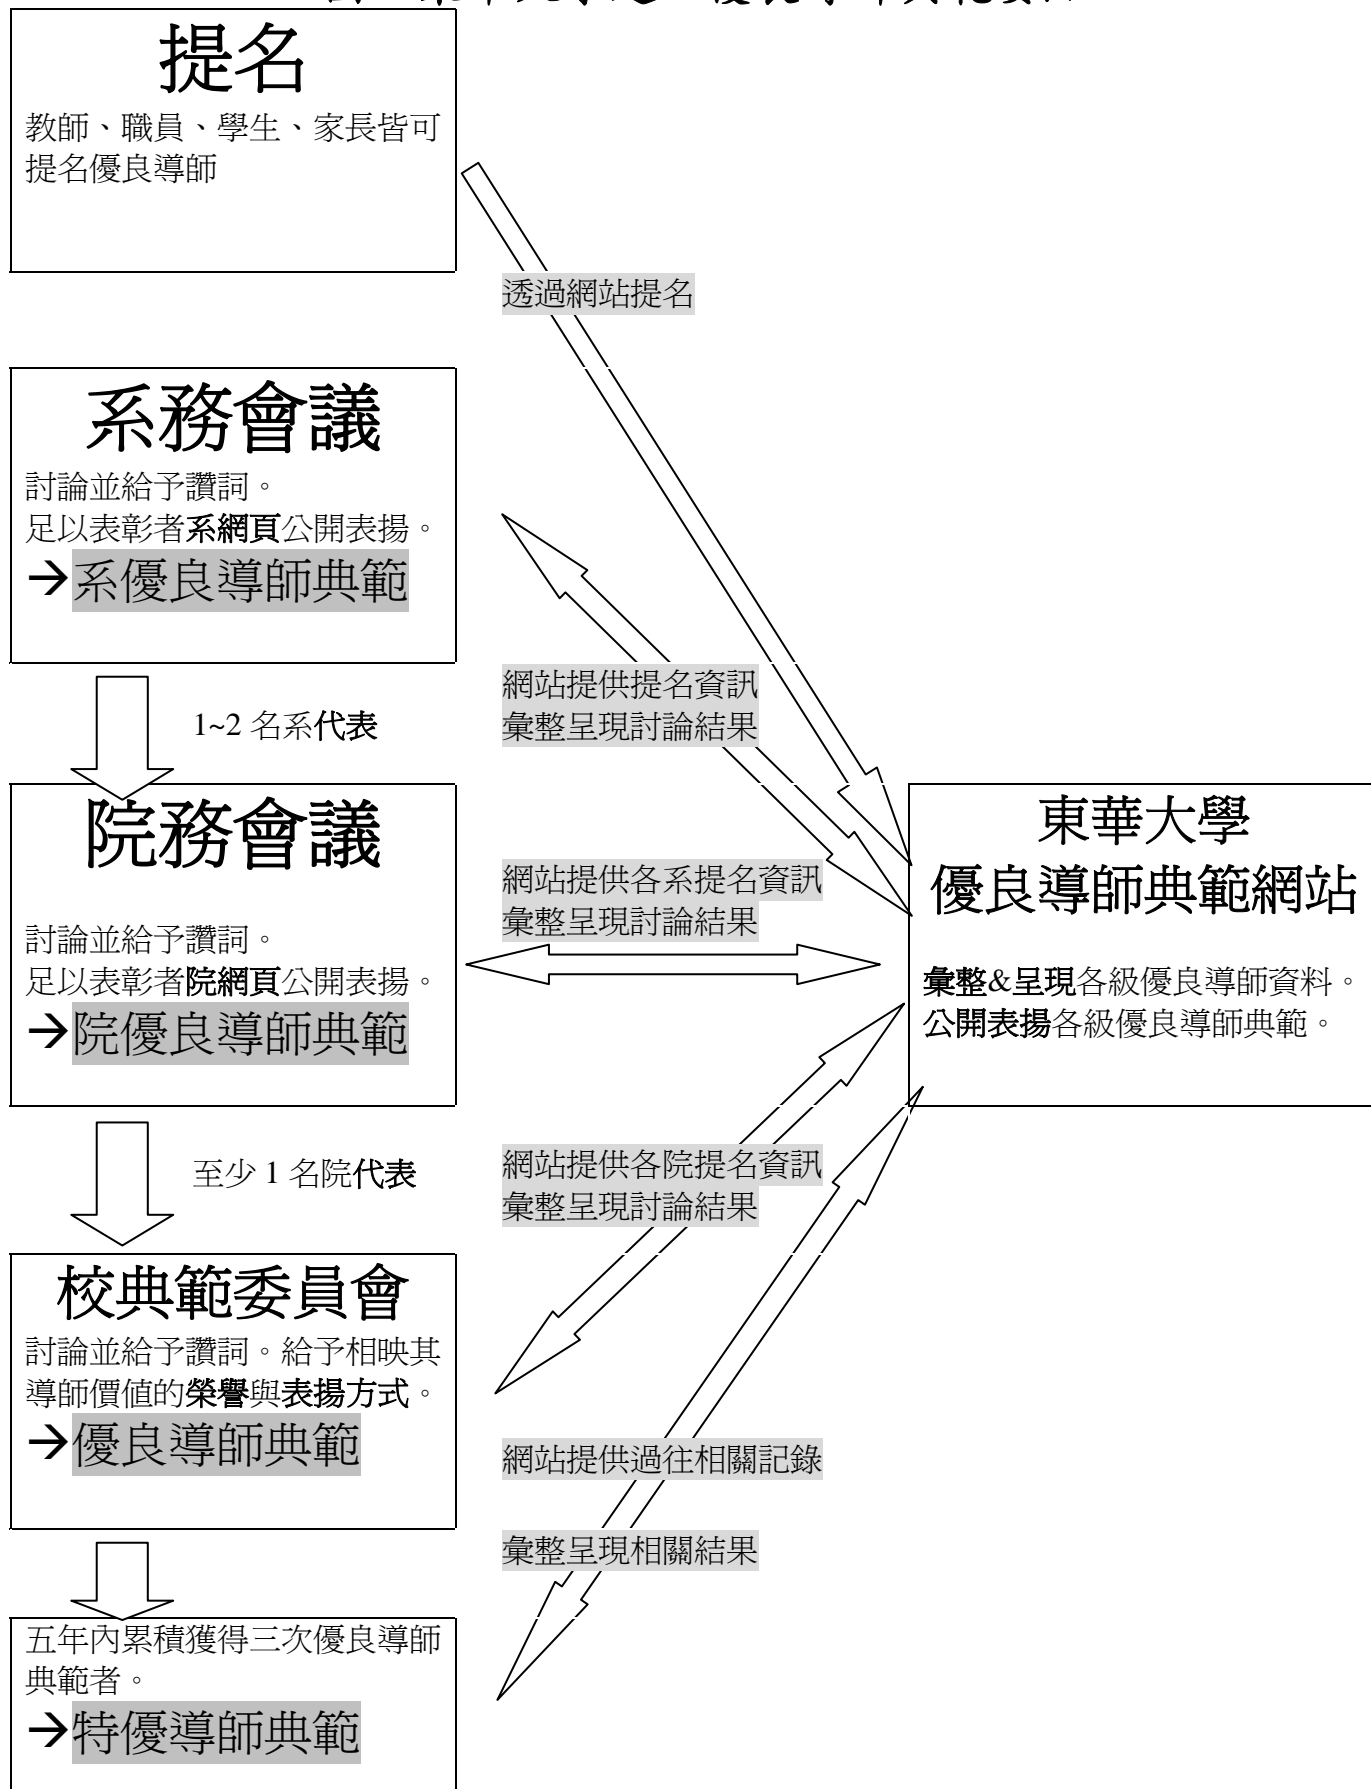 提名
教師、職員、學生、家長皆可
提名優良導師
透過網站提名
系務會議
討論並給予讚詞。
足以表彰者系網頁公開表揚。
→系優良導師典範
網站提供提名資訊
彙整呈現討論結果
1~2 名系代表
院務會議
討論並給予讚詞。
足以表彰者院網頁公開表揚。
→院優良導師典範
網站提供各系提名資訊
彙整呈現討論結果
東華大學
優良導師典範網站
彙整&呈現各級優良導師資料。
公開表揚各級優良導師典範。
至少 1 名院代表
網站提供各院提名資訊
彙整呈現討論結果
校典範委員會
討論並給予讚詞。給予相映其
導師價值的榮譽與表揚方式。
→優良導師典範
網站提供過往相關記錄
彙整呈現相關結果
五年內累積獲得三次優良導師
典範者。
→特優導師典範